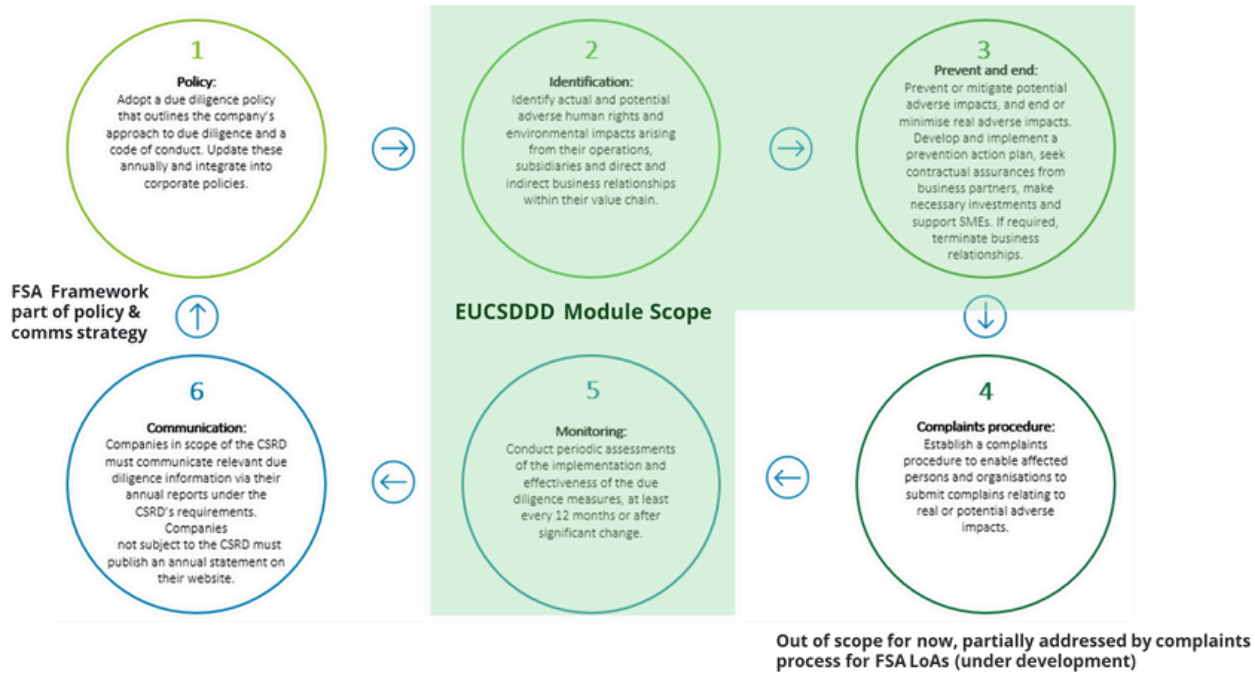 1
Policy:
Adopt a due diligence policy
that outlines the company's
approach to due diligence and a
code of conduct. Update these
annually and integrate into
corporate policies.
2
Identification:
Identify actual and potential
adverse human rights and
environmental impacts arising
from their operations,
subsidiaries and direct and
indirect business relationships
within their value chain.
3
Prevent and end:
Prevent or mitigate potential
adverse impacts, and end or
minimise real adverse impacts.
Develop and implement a
prevention action plan, seek
contractual assurances from
business partners, make
necessary investments and
support SMEs. If required,
terminate business
relationships.
FSA Framework
part of policy &
comms strategy
EUCSDDD Module Scope
4
Complaints procedure:
Establish a complaints
procedure to enable affected
persons and organisations to
submit complains relating to
real or potential adverse
impacts.
5
Monitoring:
Conduct periodic assessments
of the implementation and
effectiveness of the due
diligence measures, at least
every 12 months or after
significant change.
6
Communication:
Companies in scope of the CSRD
must communicate relevant due
diligence information via their
annual reports under the
CSRD's requirements.
Companies
not subject to the CSRD must
publish an annual statement on
their website.
Out of scope for now, partially addressed by complaints
process for FSA LoAs (under development)